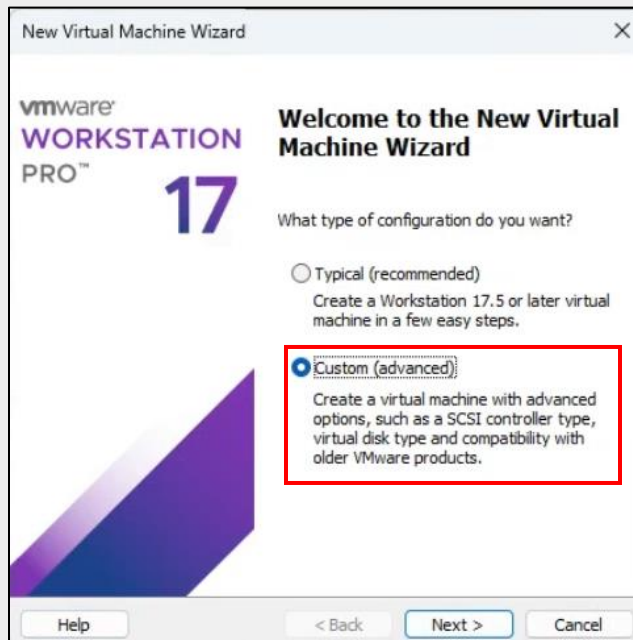 New Virtual Machine Wizard
vmware
WORKSTATION
PRO™
17
Welcome to the New Virtual
Machine Wizard
What type of configuration do you want?
Typical (recommended)
Create a Workstation 17.5 or later virtual
machine in a few easy steps.
Custom (advanced)
Create a virtual machine with advanced
options, such as a SCSI controller type,
virtual disk type and compatibility with
older VMware products.
Help
< Back
Next >
Cancel